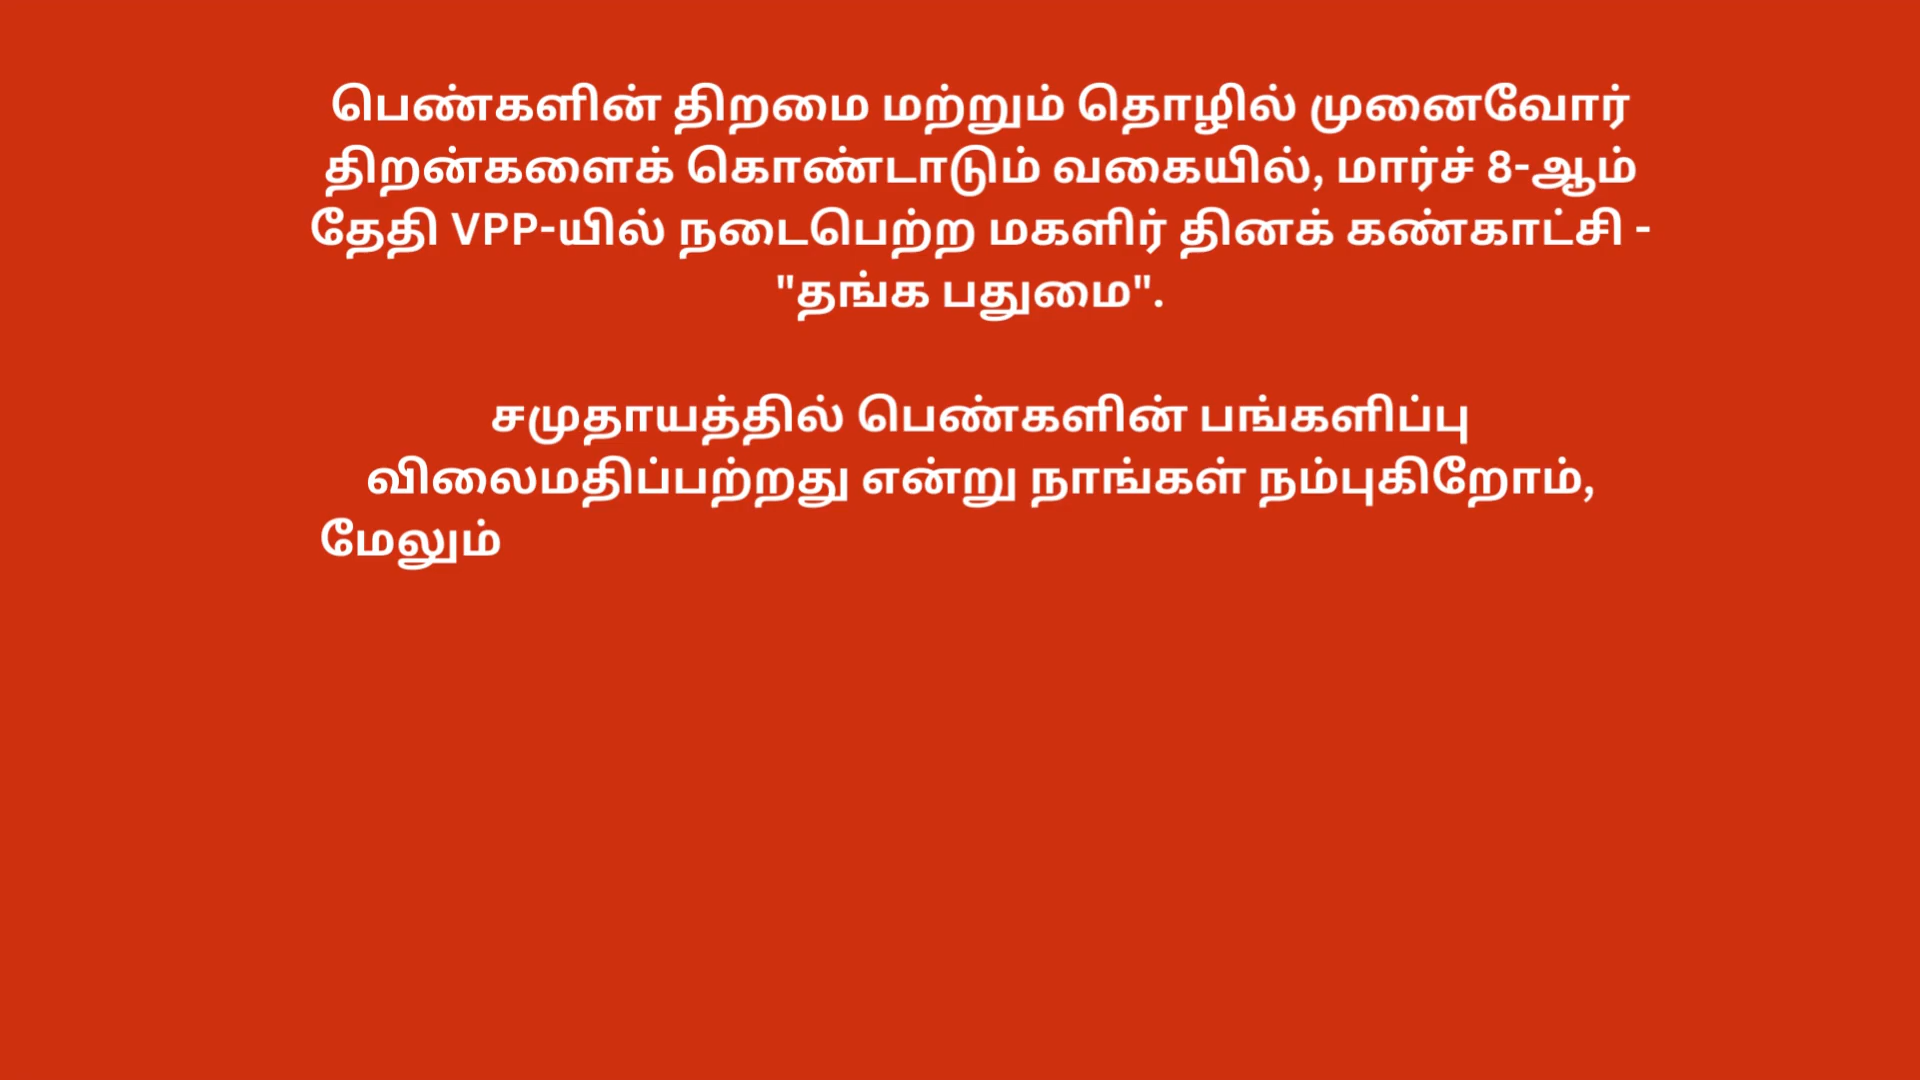 பெண்களின் திறமை மற்றும் தொழில் முனைவோர்
திறன்களைக் கொண்டாடும் வகையில், மார்ச் 8-ஆம்
தேதி VPP-யில் நடைபெற்ற மகளிர் தினக் கண்காட்சி -
"தங்க பதுமை".
சமுதாயத்தில் பெண்களின் பங்களிப்பு
விலைமதிப்பற்றது என்று நாங்கள் நம்புகிறோம்,
மேலும்